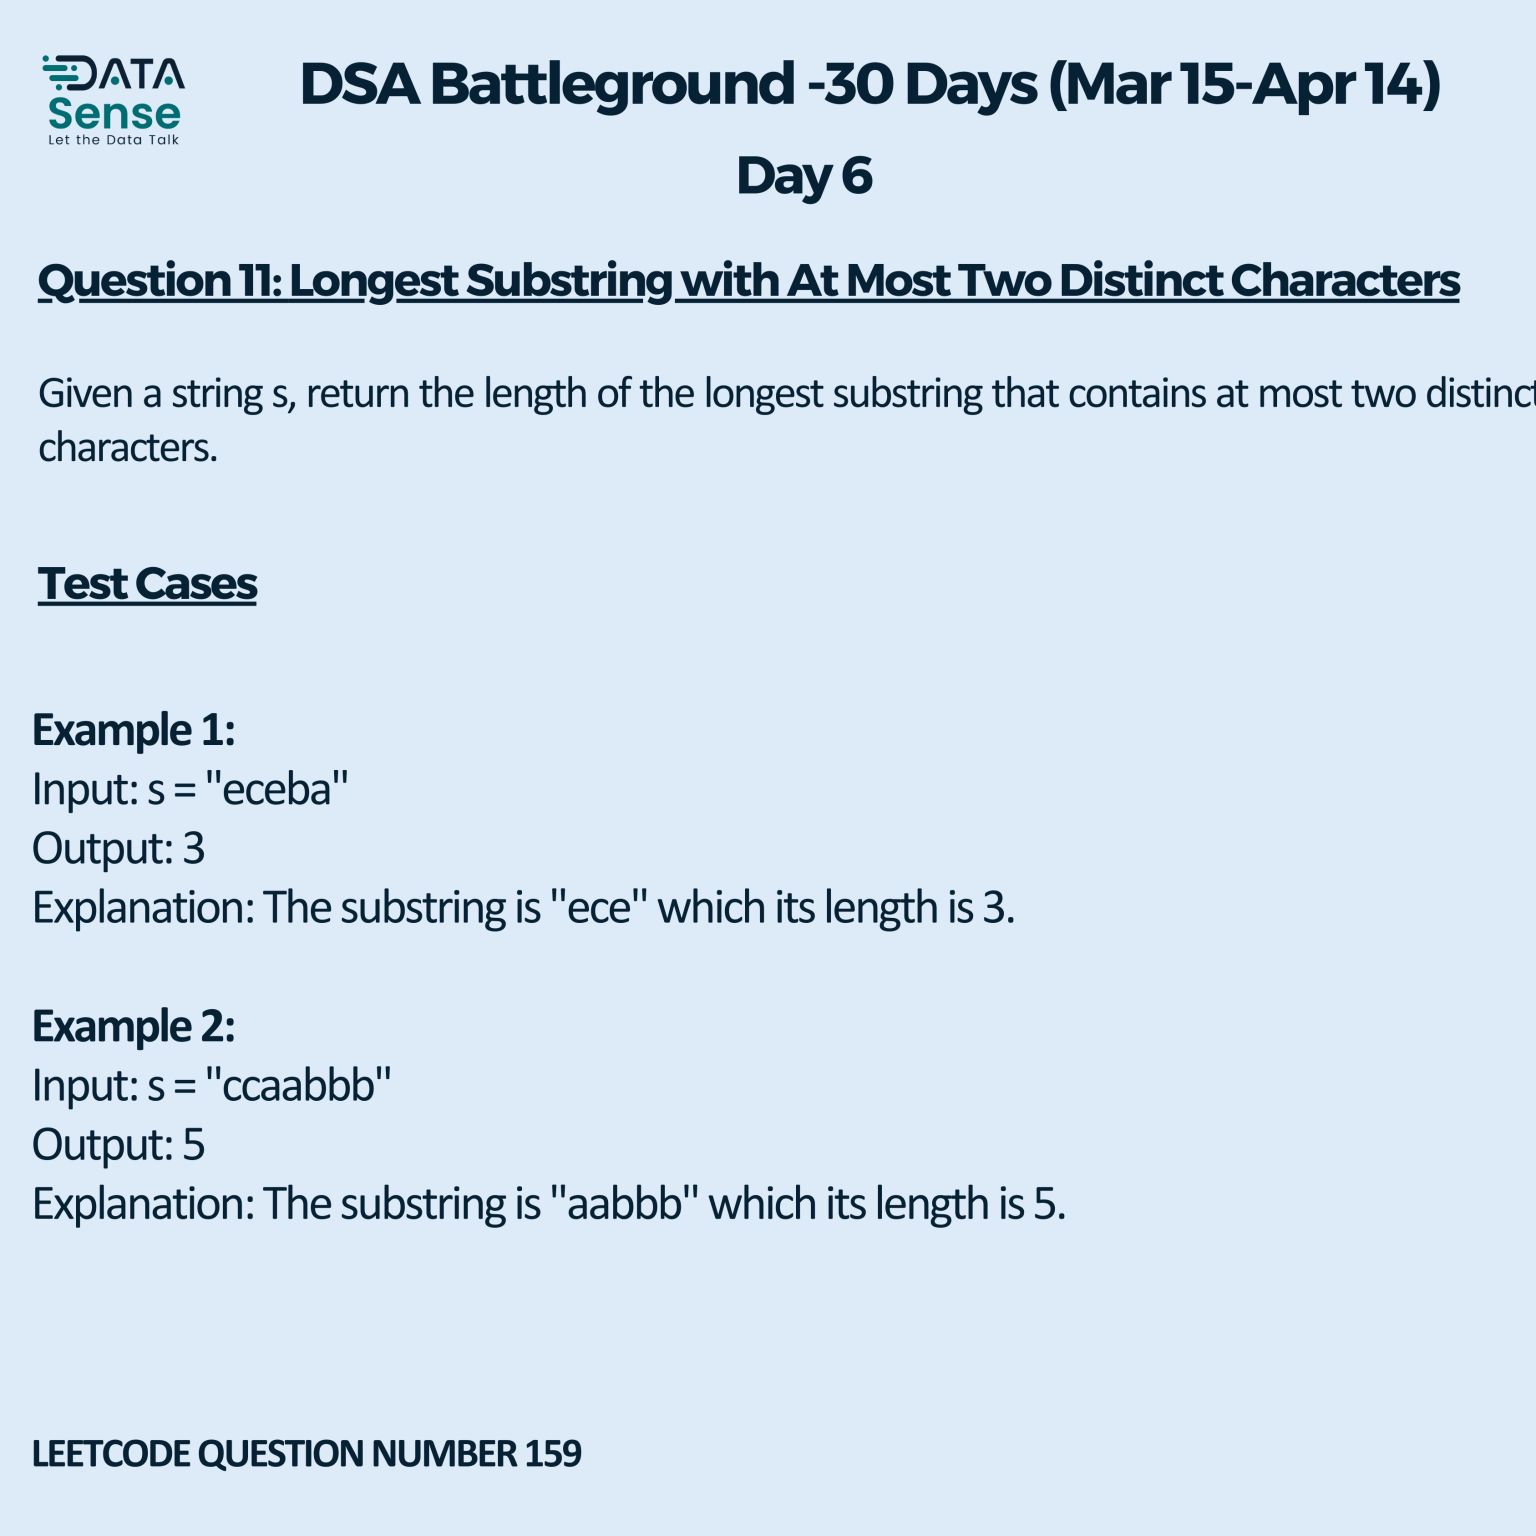 DATA
Sense
Let the Data Talk
DSA Battleground -30 Days (Mar 15-Apr 14)
Day 6
Question 11: Longest Substring with At Most Two Distinct Characters
Given a string s, return the length of the longest substring that contains at most two distinct
characters.
Test Cases
Example 1:
Input: s = "eceba"
Output: 3
Explanation: The substring is "ece" which its length is 3.
Example 2:
Input: s = "ccaabbb"
Output: 5
Explanation: The substring is "aabbb" which its length is 5.
LEETCODE QUESTION NUMBER 159